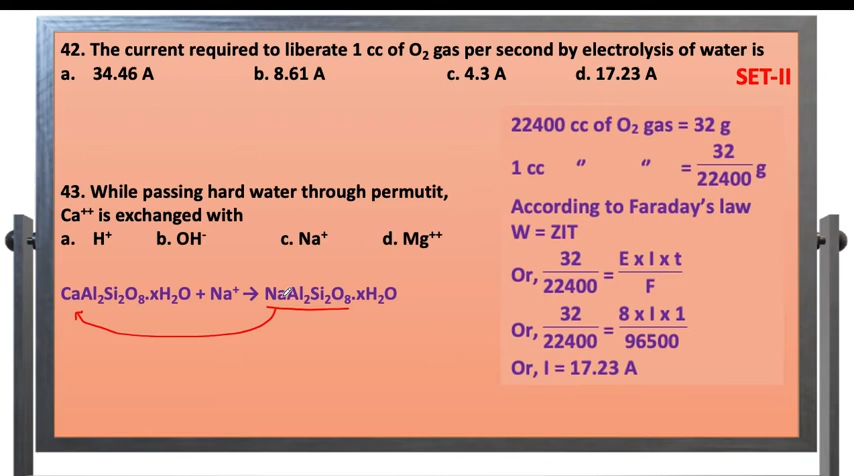 42. The current required to liberate 1 cc of O₂ gas per second by electrolysis of water is
a. 34.46 A b. 8.61 A c. 4.3 A d. 17.23 A
SET-II
43. While passing hard water through permutit,
Ca⁺⁺ is exchanged with
a. H⁺ b. OH⁻ c. Na⁺ d. Mg⁺⁺
CaAl₂Si₂O₈.xH₂O + Na⁺ → NaAl₂Si₂O₈.xH₂O
22400 cc of O₂ gas = 32 g
1 cc " " = 32/22400 g
According to Faraday's law
W = ZIT
Or, 32/22400 = E x I x t/F
Or, 32/22400 = 8 x I x 1/96500
Or, I = 17.23 A